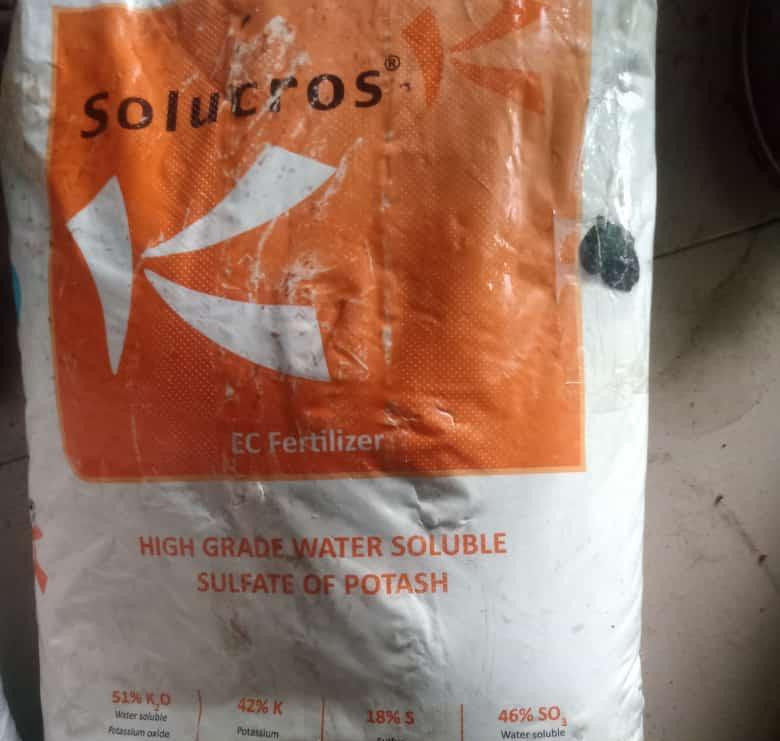 Solucros®
EC Fertilizer
HIGH GRADE WATER SOLUBLE
SULFATE OF POTASH
51% K₂O
Water soluble
Potassium oxide
42% K
Potassium
18% S
46% SO₃
Water soluble